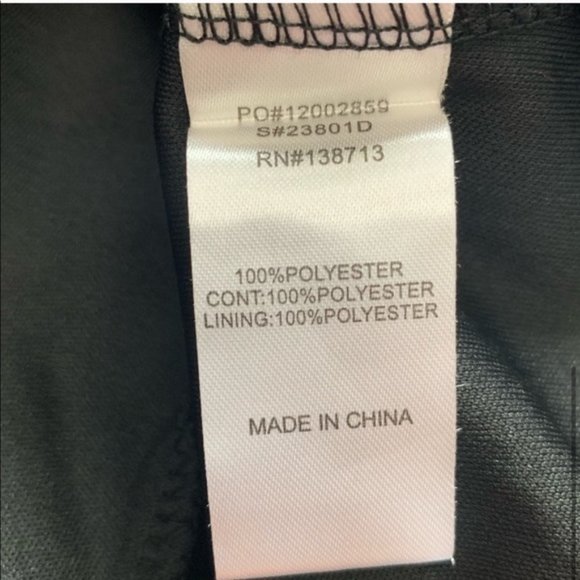 PO#12002859
S#23801D
RN#138713
100%POLYESTER
CONT:100%POLYESTER
LINING:100%POLYESTER
MADE IN CHINA